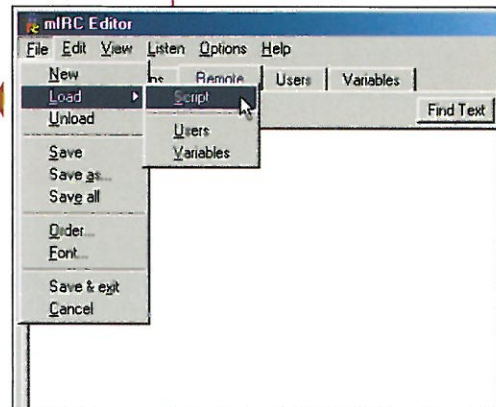 mIRC Editor
File Edit View Listen Options Help
Remote Users Variables
Find Text
New
Load
Unload
Save
Save as...
Save all
Order...
Font...
Save & exit
Cancel
Script
Users
Variables